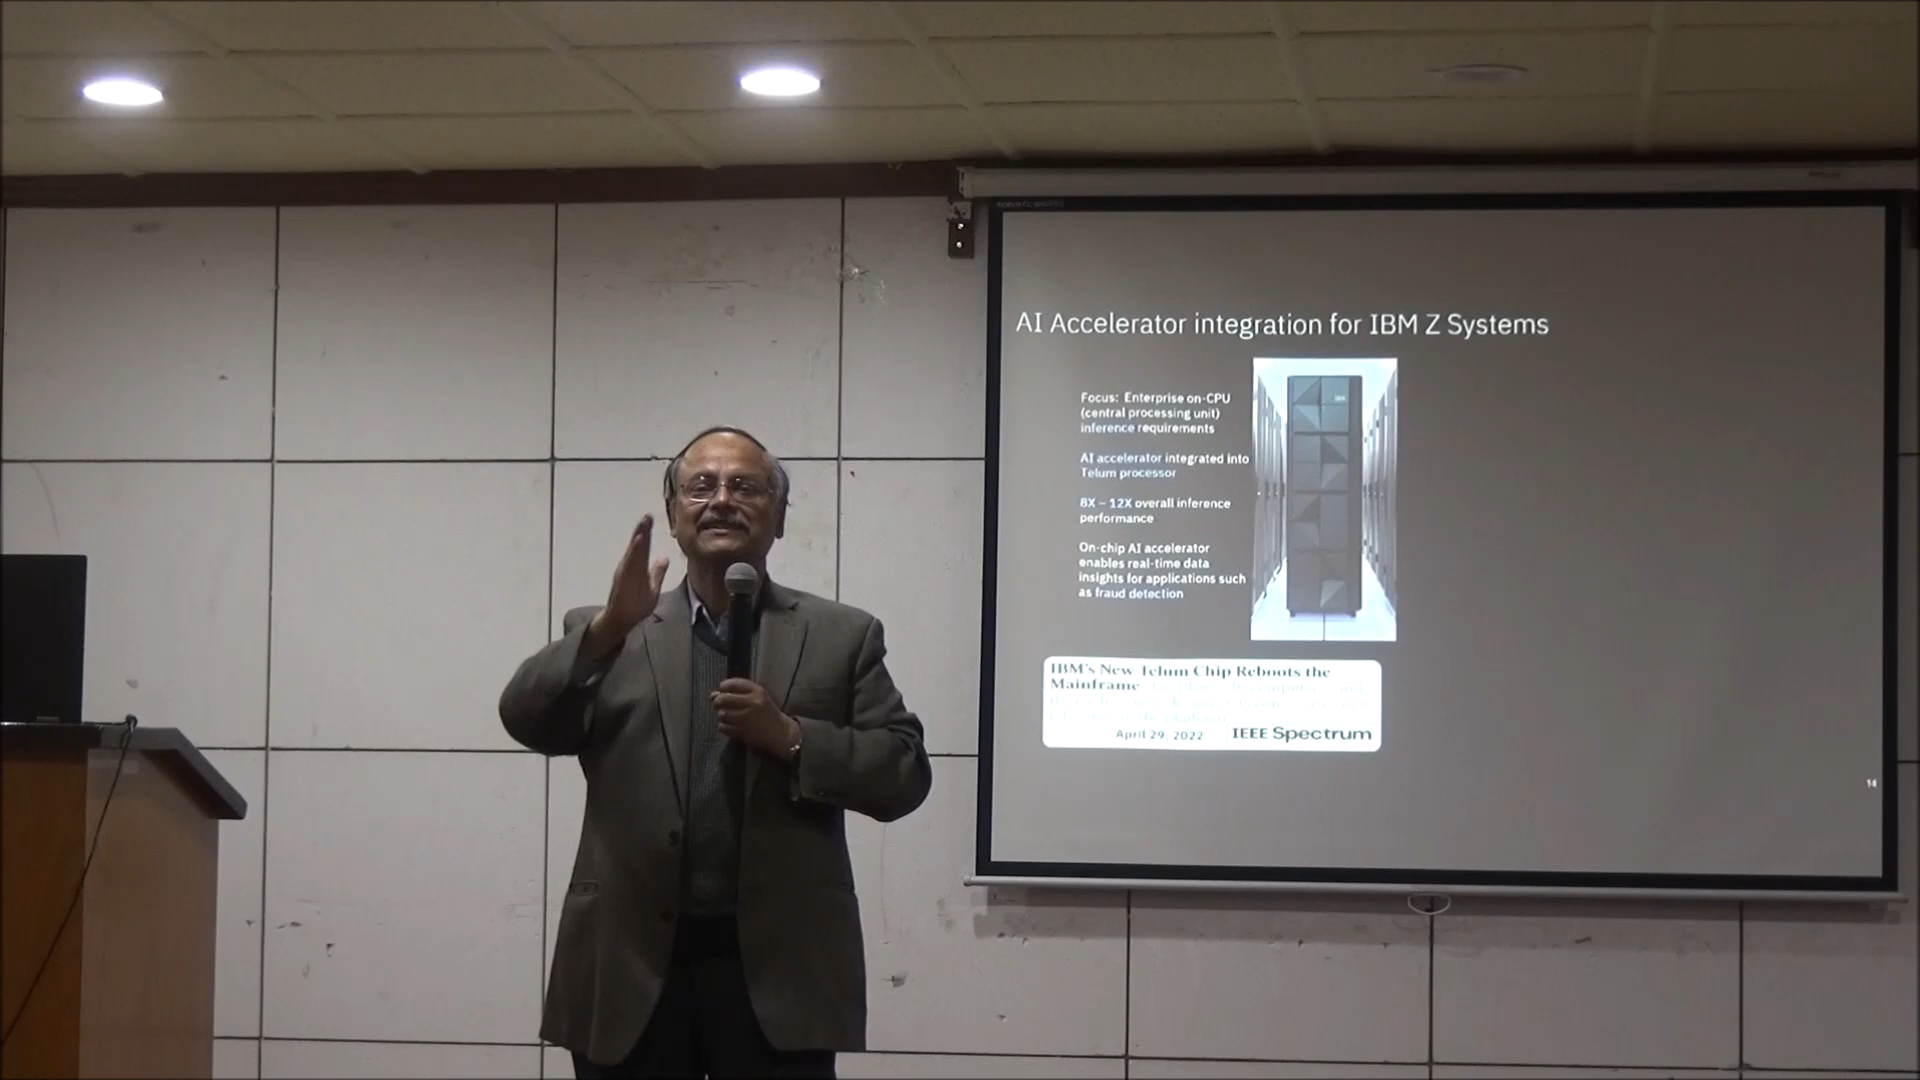 AI Accelerator integration for IBM Z Systems
Focus: Enterprise on-CPU
(central processing unit)
inference requirements
AI accelerator integrated into
Telum processor
8X – 12X overall inference
performance
On-chip AI accelerator
enables real-time data
insights for applications such
as fraud detection
IBM
IBM's New Telum Chip Reboots the
Mainframe
April 29, 2022 IEEE Spectrum
14